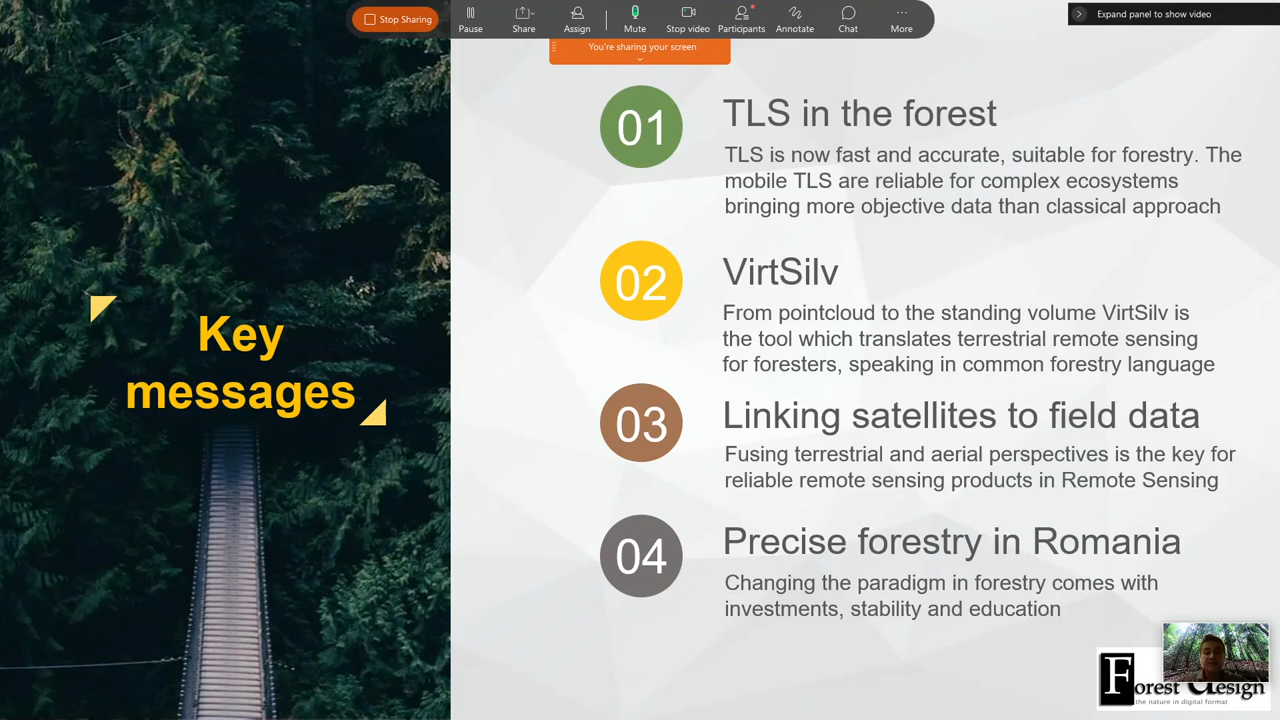 Stop Sharing
Pause
Share
Assign
Mute
Stop video
Participants
Annotate
Chat
More
Expand panel to show video
You're sharing your screen
Key
messages
01
TLS in the forest
TLS is now fast and accurate, suitable for forestry. The
mobile TLS are reliable for complex ecosystems
bringing more objective data than classical approach
02
VirtSilv
From pointcloud to the standing volume VirtSilv is
the tool which translates terrestrial remote sensing
for foresters, speaking in common forestry language
03
Linking satellites to field data
Fusing terrestrial and aerial perspectives is the key for
reliable remote sensing products in Remote Sensing
04
Precise forestry in Romania
Changing the paradigm in forestry comes with
investments, stability and education
Forest design
the nature in digital format